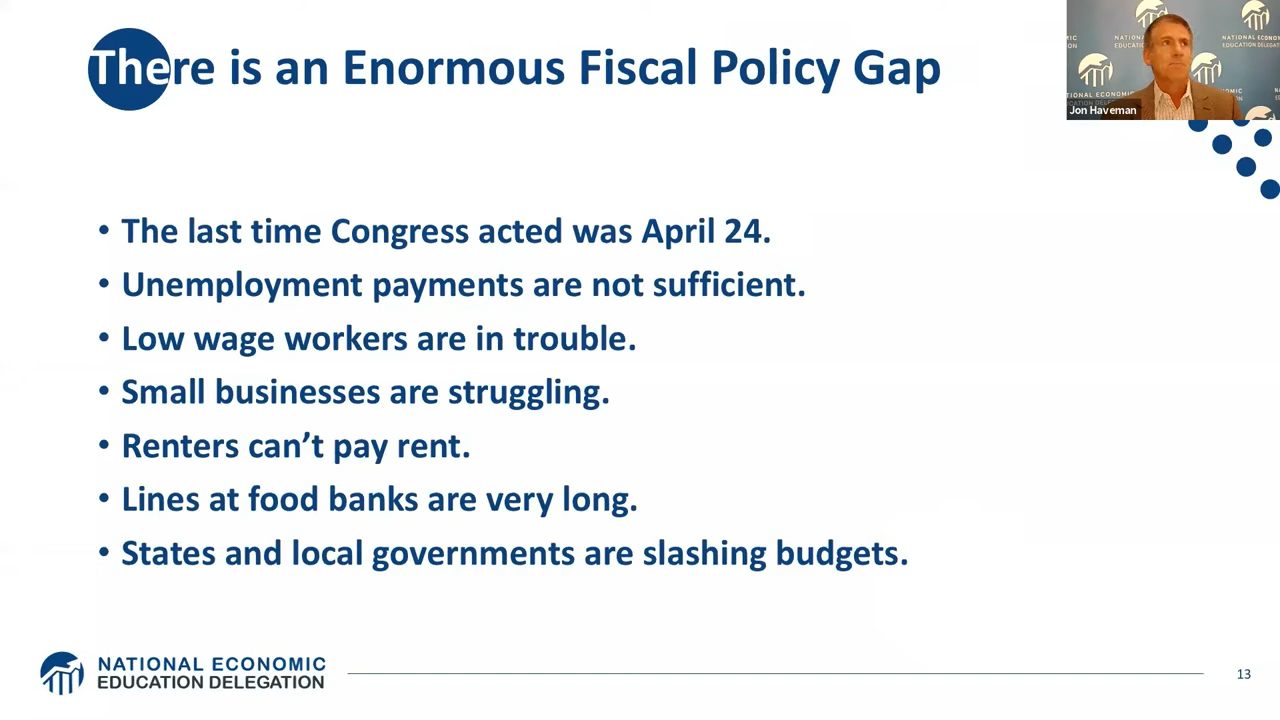 There is an Enormous Fiscal Policy Gap
NATIONAL ECONOMIC
Jon Haveman
• The last time Congress acted was April 24.
• Unemployment payments are not sufficient.
• Low wage workers are in trouble.
• Small businesses are struggling.
• Renters can’t pay rent.
• Lines at food banks are very long.
• States and local governments are slashing budgets.
NATIONAL ECONOMIC
EDUCATION DELEGATION
13